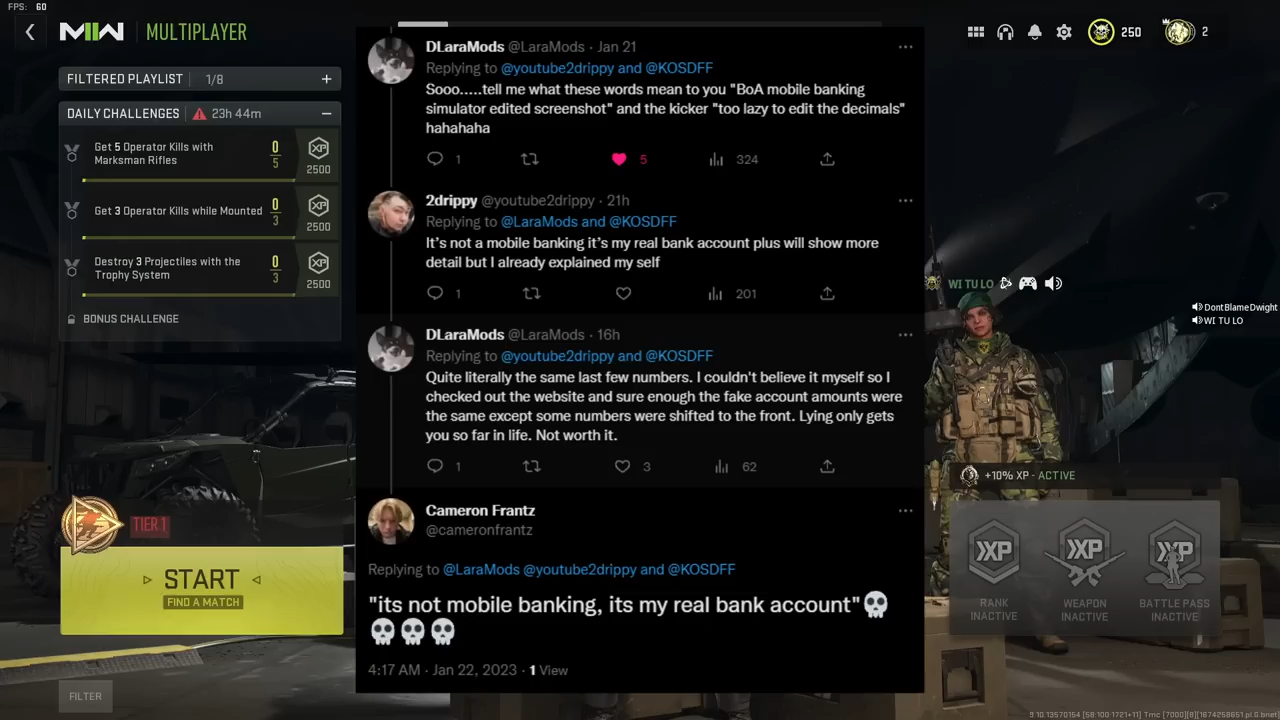 FPS: 60
MWII MULTIPLAYER
250
2
FILTERED PLAYLIST 1/8 +
DAILY CHALLENGES 23h 44m −
Get 5 Operator Kills with
Marksman Rifles
0
5
XP
2500
Get 3 Operator Kills while Mounted
0
3
XP
2500
Destroy 3 Projectiles with the
Trophy System
0
3
XP
2500
BONUS CHALLENGE
TIER 1
START
FIND A MATCH
FILTER
DLaraMods @LaraMods · Jan 21
Replying to @youtube2drippy and @KOSDFF
Sooo.....tell me what these words mean to you "BoA mobile banking
simulator edited screenshot" and the kicker "too lazy to edit the decimals"
hahahaha
1 5 324
2drippy @youtube2drippy · 21h
Replying to @LaraMods and @KOSDFF
It's not a mobile banking it's my real bank account plus will show more
detail but I already explained my self
1 201
DLaraMods @LaraMods · 16h
Replying to @youtube2drippy and @KOSDFF
Quite literally the same last few numbers. I couldn't believe it myself so I
checked out the website and sure enough the fake account amounts were
the same except some numbers were shifted to the front. Lying only gets
you so far in life. Not worth it.
1 3 62
Cameron Frantz
@cameronfrantz
Replying to @LaraMods @youtube2drippy and @KOSDFF
"its not mobile banking, its my real bank account"💀
💀💀💀
4:17 AM · Jan 22, 2023 · 1 View
WI TU LO
DontBlameDwight
WI TU LO
+10% XP - ACTIVE
XP
RANK
INACTIVE
XP
WEAPON
INACTIVE
XP
BATTLE PASS
INACTIVE